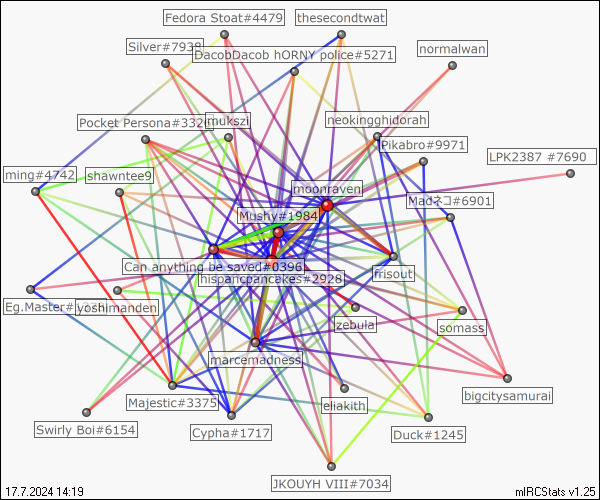 Fedora Stoat#4479
thesecondtwat
Silver#7938
DacobDacob hORNY police#5271
normalwan
Pocket Persona#332
mukszi
neokingghidorah
Pikabro#9971
LPK2387 #7690
ming#4742
shawntee9
moonraven
Madネコ#6901
Mushy#1984
Can anything be saved#0396
frisout
hispanicpancakes#2928
Eg.Master#
yoshimanden
zebula
somass
marcemadness
Majestic#3375
eliakith
bigcitysamurai
Swirly Boi#6154
Cypha#1717
Duck#1245
JKOUYH VIII#7034
17.7.2024 14:19
mIRCStats v1.25